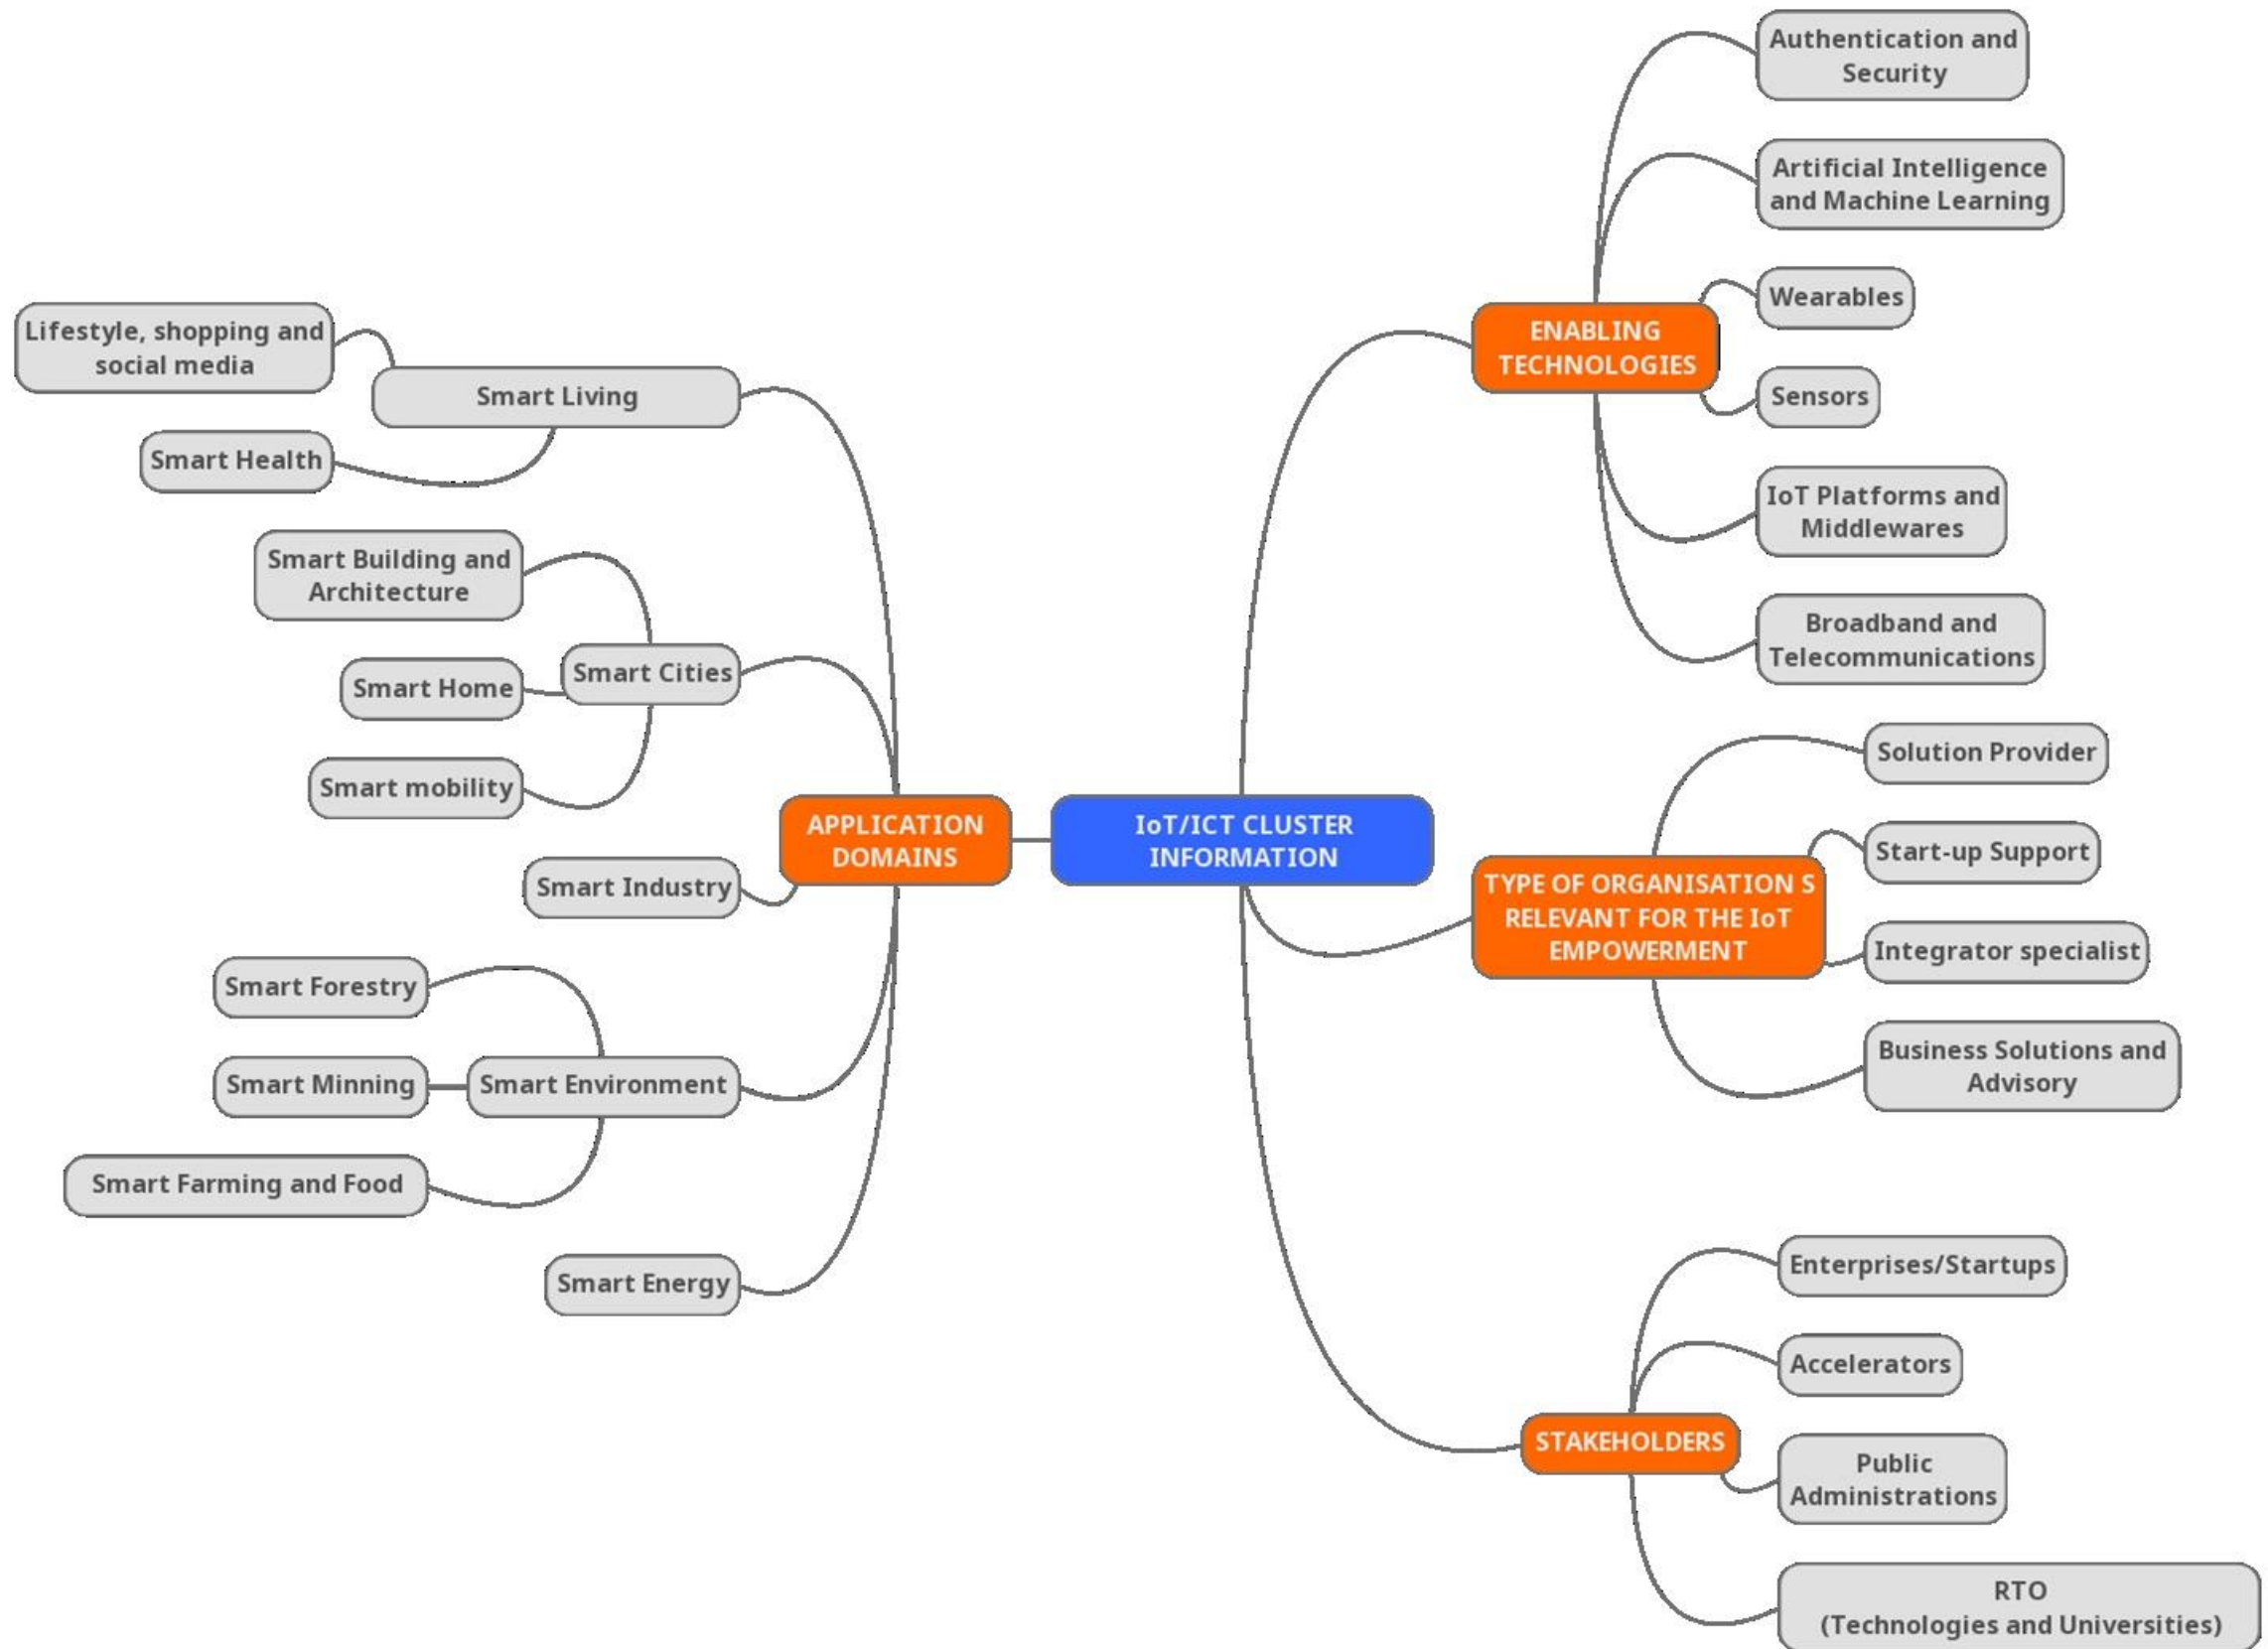 Authentication and
Security
Artificial Intelligence
and Machine Learning
Wearables
ENABLING
TECHNOLOGIES
Sensors
IoT Platforms and
Middlewares
Broadband and
Telecommunications
Lifestyle, shopping and
social media
Smart Living
Smart Health
Smart Building and
Architecture
Smart Cities
Smart Home
Smart mobility
APPLICATION
DOMAINS
IoT/ICT CLUSTER
INFORMATION
Smart Industry
Smart Forestry
Smart Minning
Smart Environment
Smart Farming and Food
Smart Energy
Solution Provider
Start-up Support
TYPE OF ORGANISATION S
RELEVANT FOR THE IoT
EMPOWERMENT
Integrator specialist
Business Solutions and
Advisory
Enterprises/Startups
Accelerators
STAKEHOLDERS
Public
Administrations
RTO
(Technologies and Universities)